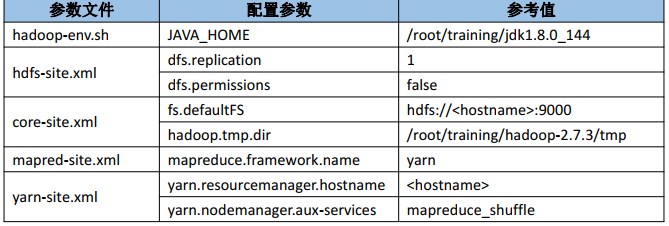 参数文件 配置参数 参考值
hadoop-env.sh JAVA_HOME /root/training/jdk1.8.0_144
hdfs-site.xml dfs.replication 1
dfs.permissions false
core-site.xml fs.defaultFS hdfs://<hostname>:9000
hadoop.tmp.dir /root/training/hadoop-2.7.3/tmp
mapred-site.xml mapreduce.framework.name yarn
yarn-site.xml yarn.resourcemanager.hostname <hostname>
yarn.nodemanager.aux-services mapreduce_shuffle